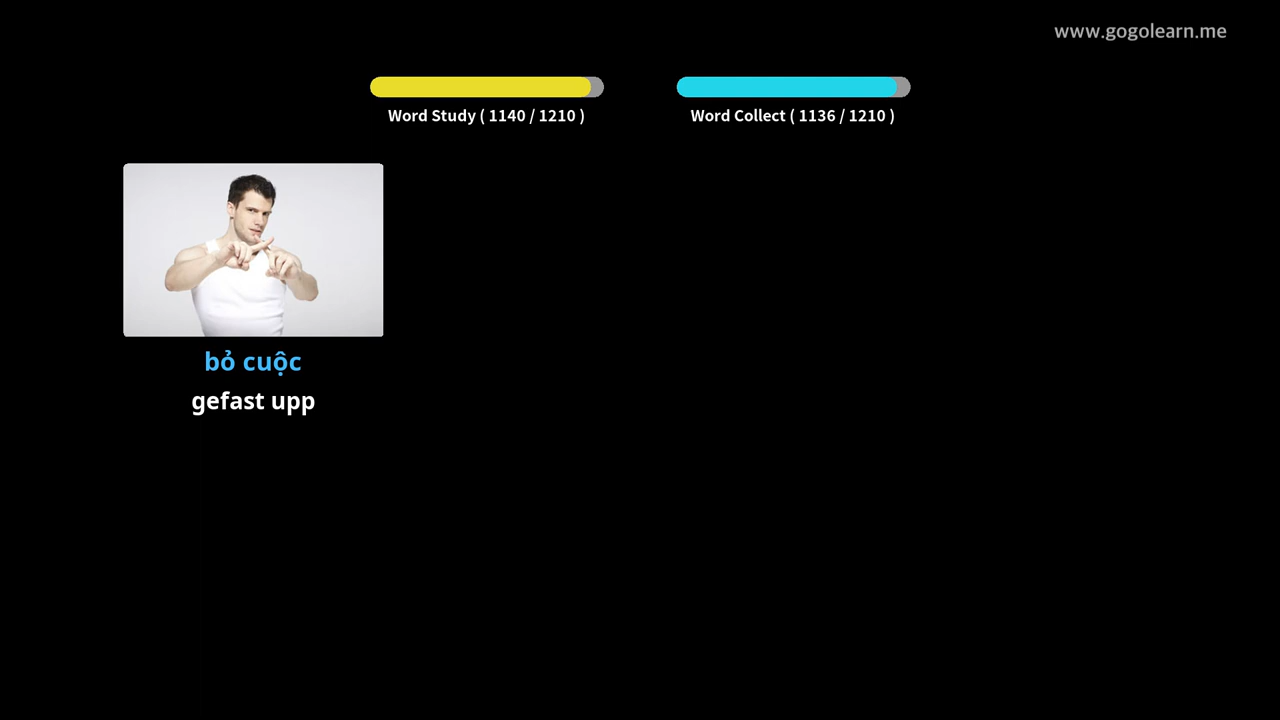 www.gogolearn.me
Word Study ( 1140 / 1210 )
Word Collect ( 1136 / 1210 )
bỏ cuộc
gefast upp